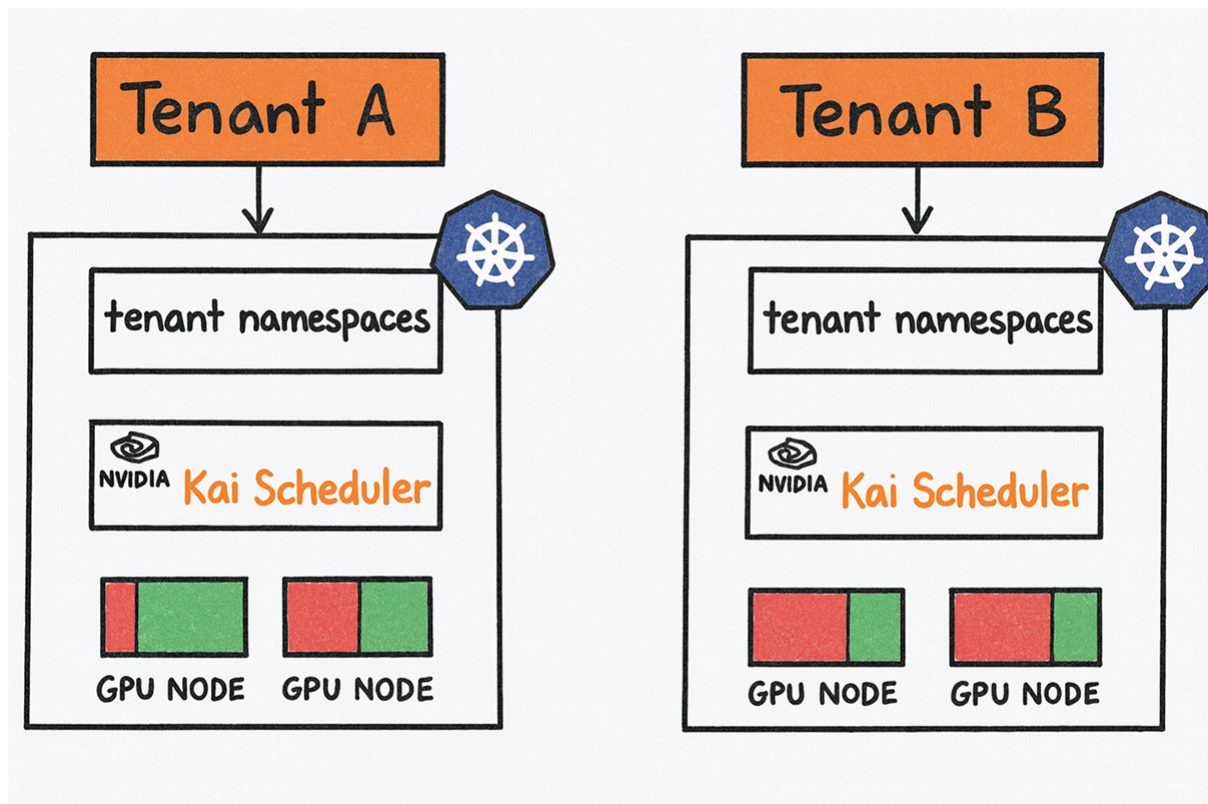 Tenant A
tenant namespaces
NVIDIA
Kai Scheduler
GPU NODE
GPU NODE
Tenant B
tenant namespaces
NVIDIA
Kai Scheduler
GPU NODE
GPU NODE